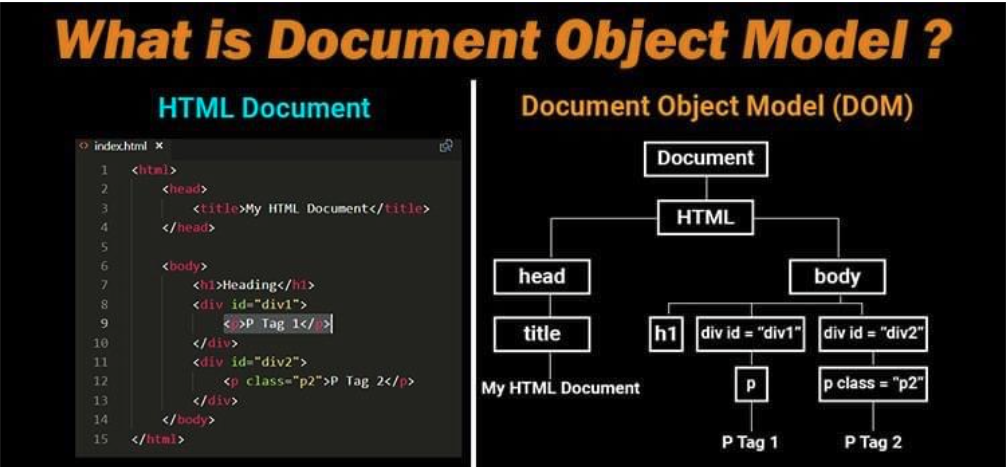 What is Document Object Model ?
HTML Document
index.html ×
1 <html>
2 <head>
3 <title>My HTML Document</title>
4 </head>
5
6 <body>
7 <h1>Heading</h1>
8 <div id="div1">
9 <p>P Tag 1</p>
10 </div>
11 <div id="div2">
12 <p class="p2">P Tag 2</p>
13 </div>
14 </body>
15 </html>
Document Object Model (DOM)
Document
HTML
head body
title h1 div id = "div1" div id = "div2"
My HTML Document p p class = "p2"
P Tag 1 P Tag 2